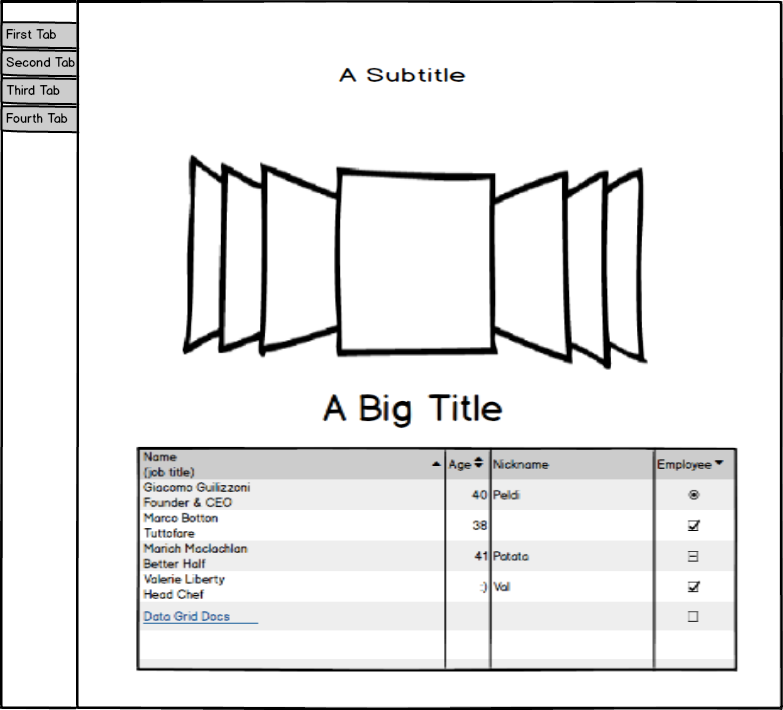 First Tab
Second Tab
Third Tab
Fourth Tab
A Subtitle
A Big Title
Name
(job title)
Age
Nickname
Employee
Giacomo Guilizzoni
Founder & CEO
40
Peldi
Marco Botton
Tuttofare
38
Mariah Maclachlan
Better Half
41
Patata
Valerie Liberty
Head Chef
:)
Val
Data Grid Docs